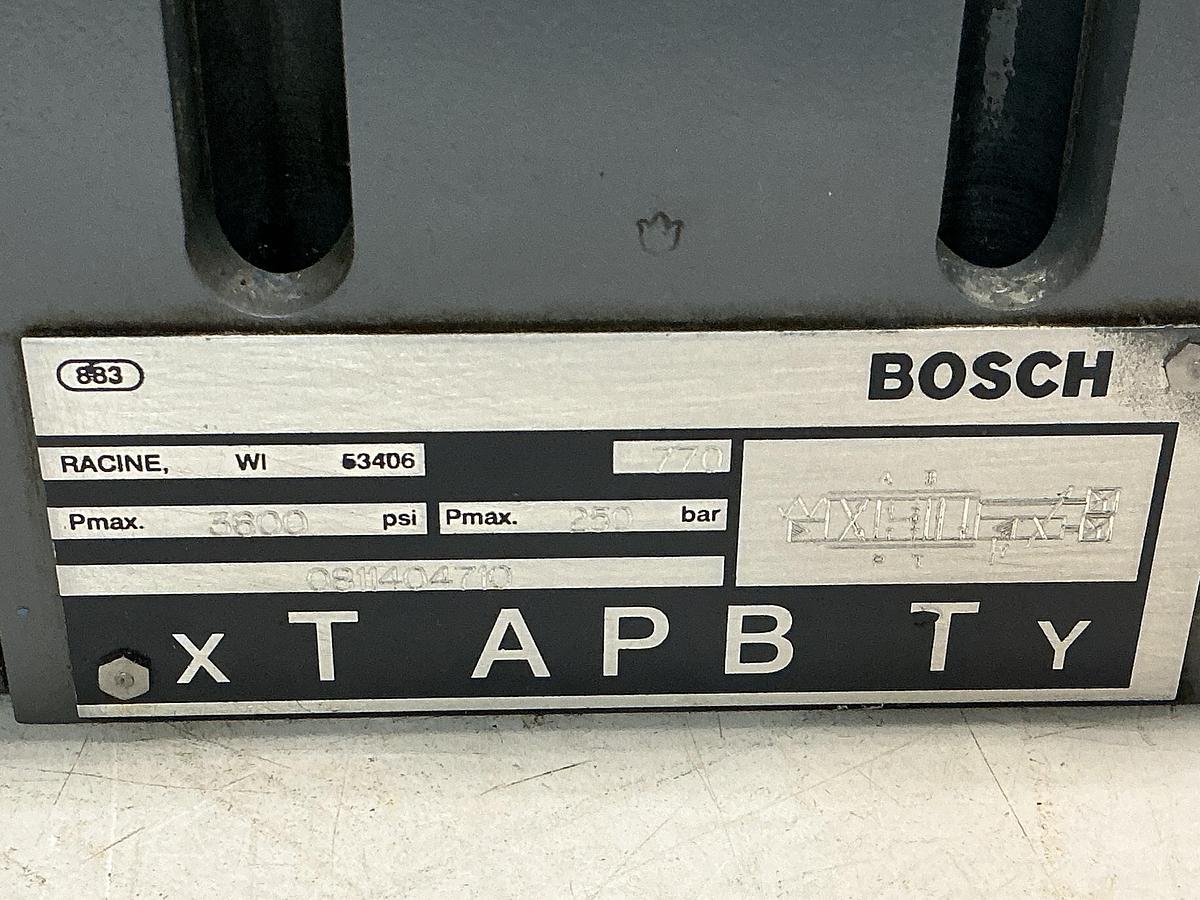 883
BOSCH
RACINE, WI 53406
770
Pmax. 3600 psi
Pmax. 250 bar
A B
P T
0811404710
X T A P B T Y